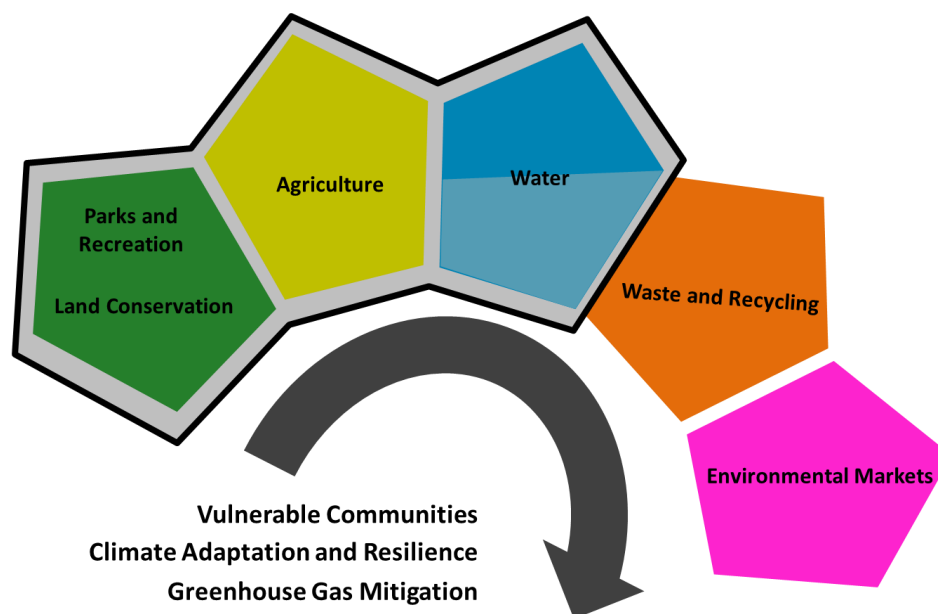 Parks and
Recreation
Land Conservation
Agriculture
Water
Waste and Recycling
Environmental Markets
Vulnerable Communities
Climate Adaptation and Resilience
Greenhouse Gas Mitigation